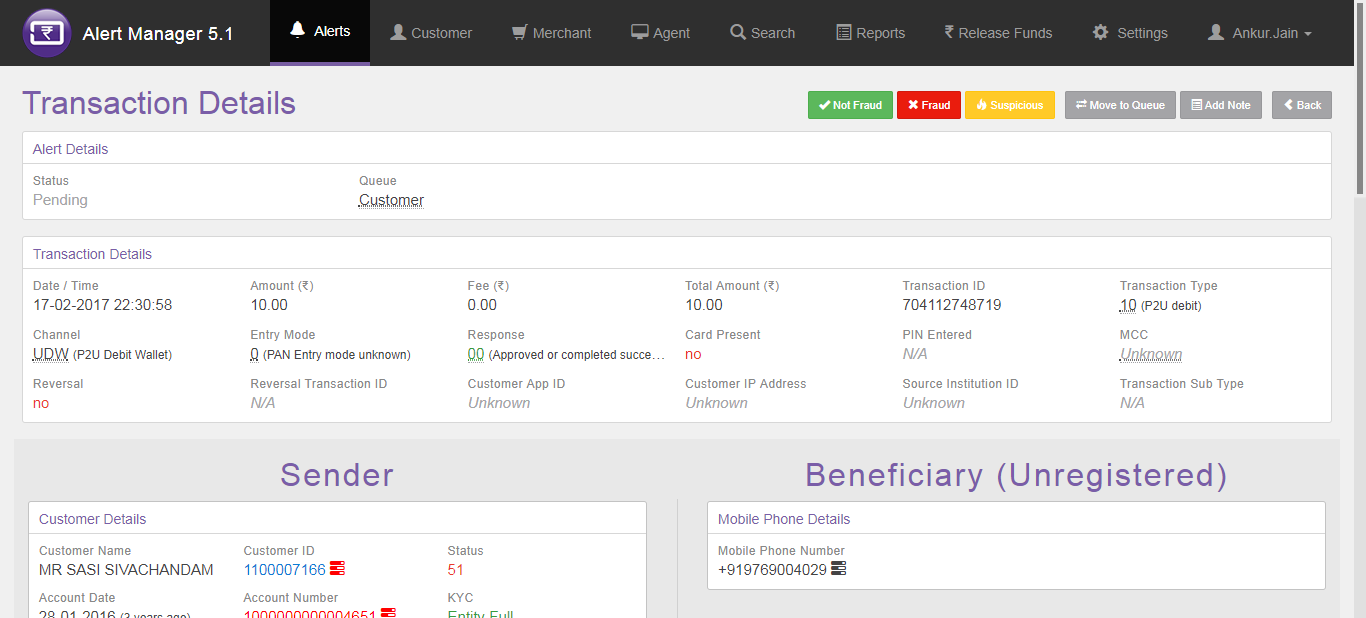 Alert Manager 5.1 Alerts Customer Merchant Agent Search Reports ₹ Release Funds Settings Ankur.Jain
Transaction Details Not Fraud Fraud Suspicious Move to Queue Add Note Back
Alert Details
Status Queue
Pending Customer
Transaction Details
Date / Time Amount (₹) Fee (₹) Total Amount (₹) Transaction ID Transaction Type
17-02-2017 22:30:58 10.00 0.00 10.00 704112748719 10 (P2U debit)
Channel Entry Mode Response Card Present PIN Entered MCC
UDW (P2U Debit Wallet) 0 (PAN Entry mode unknown) 00 (Approved or completed succe... no N/A Unknown
Reversal Reversal Transaction ID Customer App ID Customer IP Address Source Institution ID Transaction Sub Type
no N/A Unknown Unknown Unknown N/A
Sender Beneficiary (Unregistered)
Customer Details Mobile Phone Details
Customer Name Customer ID Status Mobile Phone Number
MR SASI SIVACHANDAM 1100007166 51 +919769004029
Account Date Account Number KYC
28-01-2016 (3 years ago) 1000000000004651 Entity Full